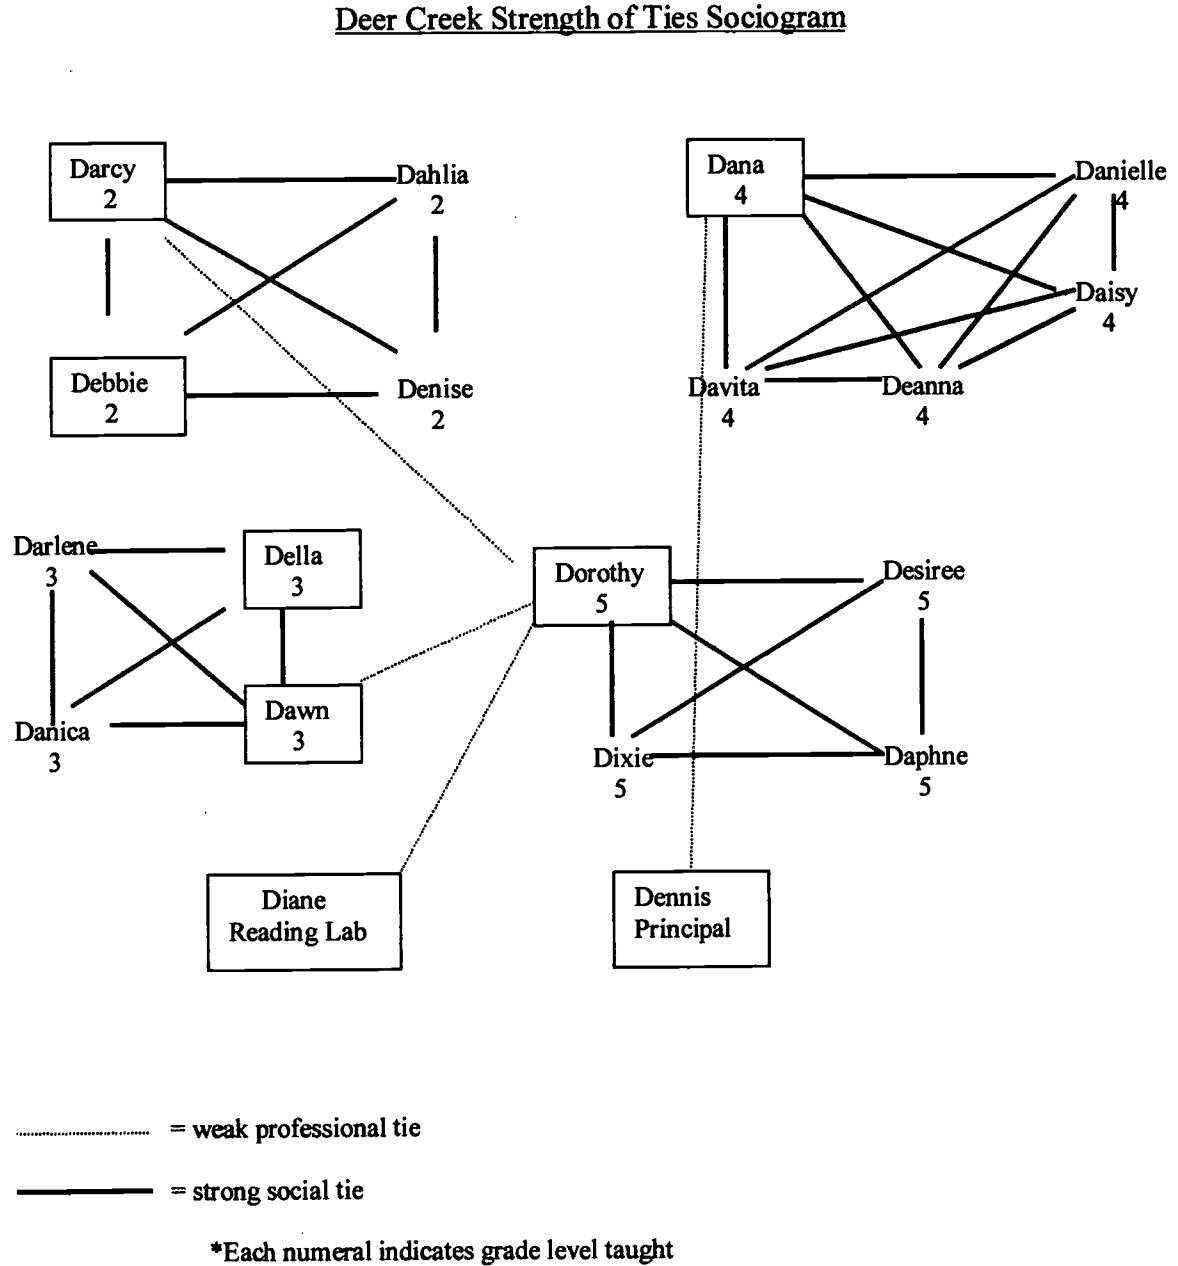 Deer Creek Strength of Ties Sociogram
Darcy
2
Dahlia
2
Dana
4
Danielle
4
Debbie
2
Denise
2
Daisy
4
Davita
4
Deanna
4
Darlene
3
Della
3
Dorothy
5
Desiree
5
Danica
3
Dawn
3
Dixie
5
Daphne
5
Diane
Reading Lab
Dennis
Principal
= weak professional tie
= strong social tie
*Each numeral indicates grade level taught